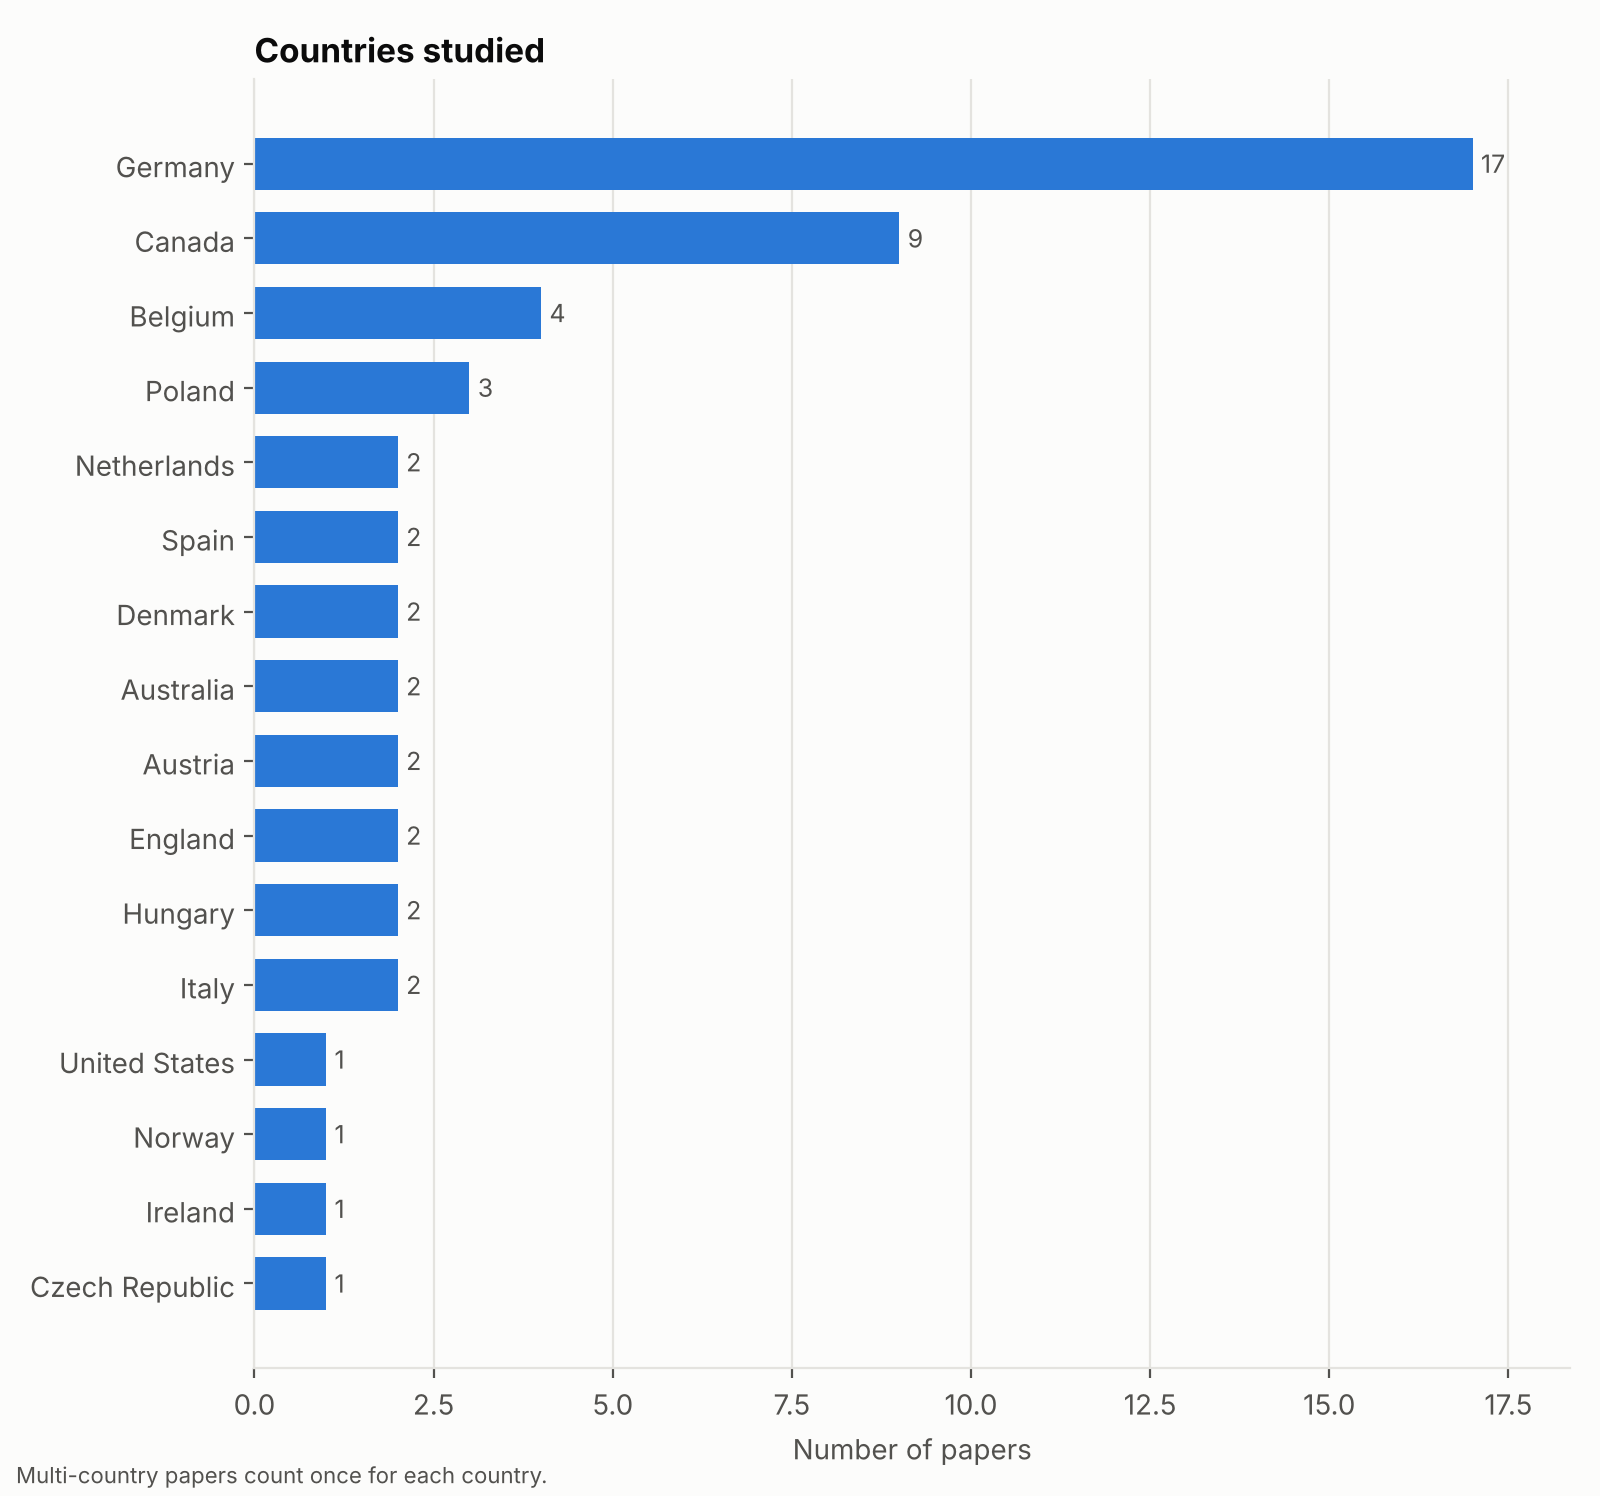 Countries studied
Germany 17
Canada 9
Belgium 4
Poland 3
Netherlands 2
Spain 2
Denmark 2
Australia 2
Austria 2
England 2
Hungary 2
Italy 2
United States 1
Norway 1
Ireland 1
Czech Republic 1
0.0 2.5 5.0 7.5 10.0 12.5 15.0 17.5
Number of papers
Multi-country papers count once for each country.